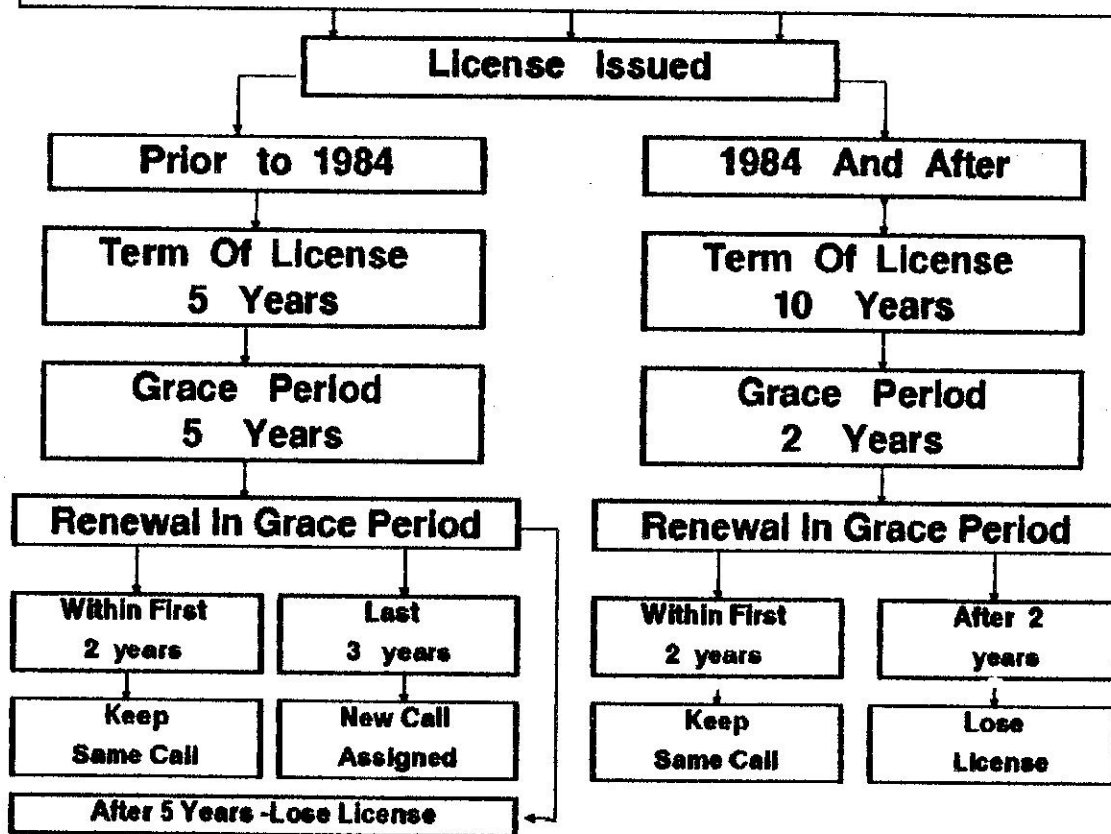 License Issued
Prior to 1984
Term Of License
5 Years
Grace Period
5 Years
Renewal In Grace Period
Within First
2 years
Last
3 years
Keep
Same Call
New Call
Assigned
After 5 Years -Lose License
1984 And After
Term Of License
10 Years
Grace Period
2 Years
Renewal In Grace Period
Within First
2 years
After 2
years
Keep
Same Call
Lose
License